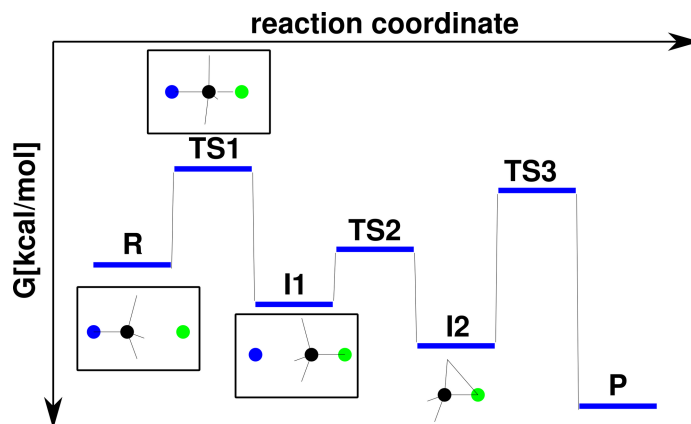 reaction coordinate
G[kcal/mol]
TS1
TS3
R
TS2
I1
I2
P